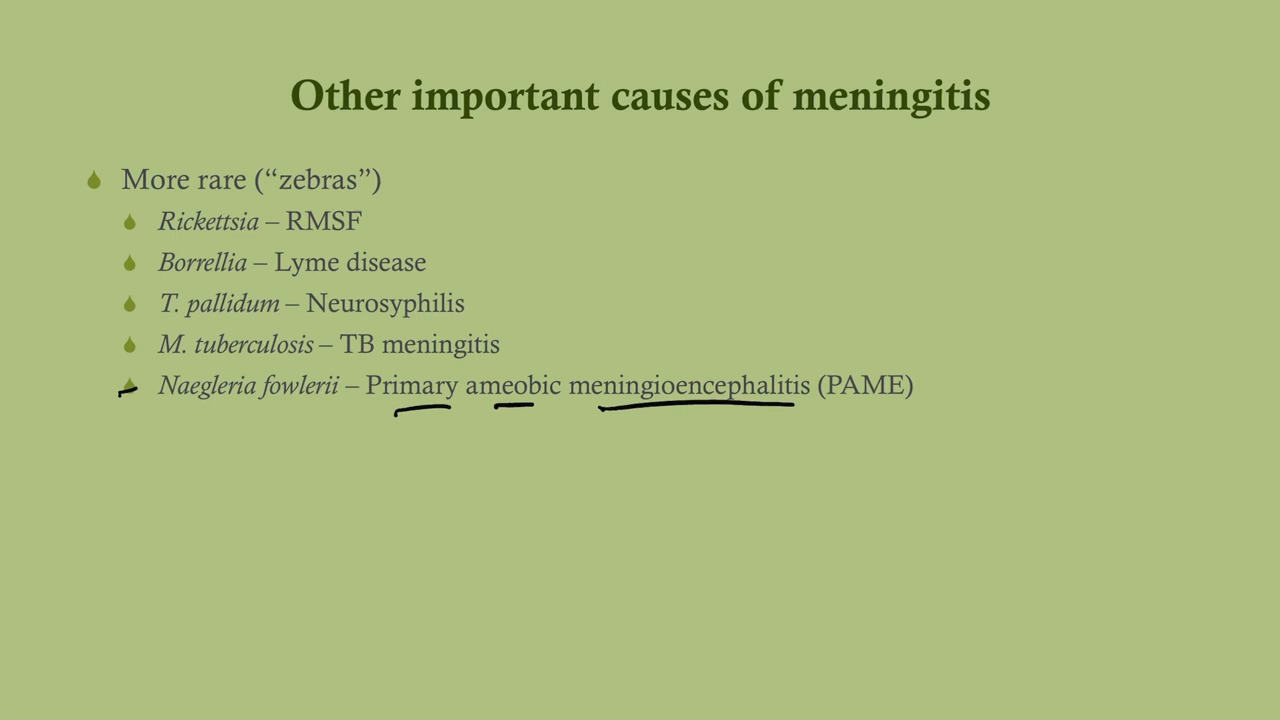 Other important causes of meningitis
More rare (“zebras”)
Rickettsia – RMSF
Borrellia – Lyme disease
T. pallidum – Neurosyphilis
M. tuberculosis – TB meningitis
Naegleria fowlerii – Primary ameobic meningioencephalitis (PAME)